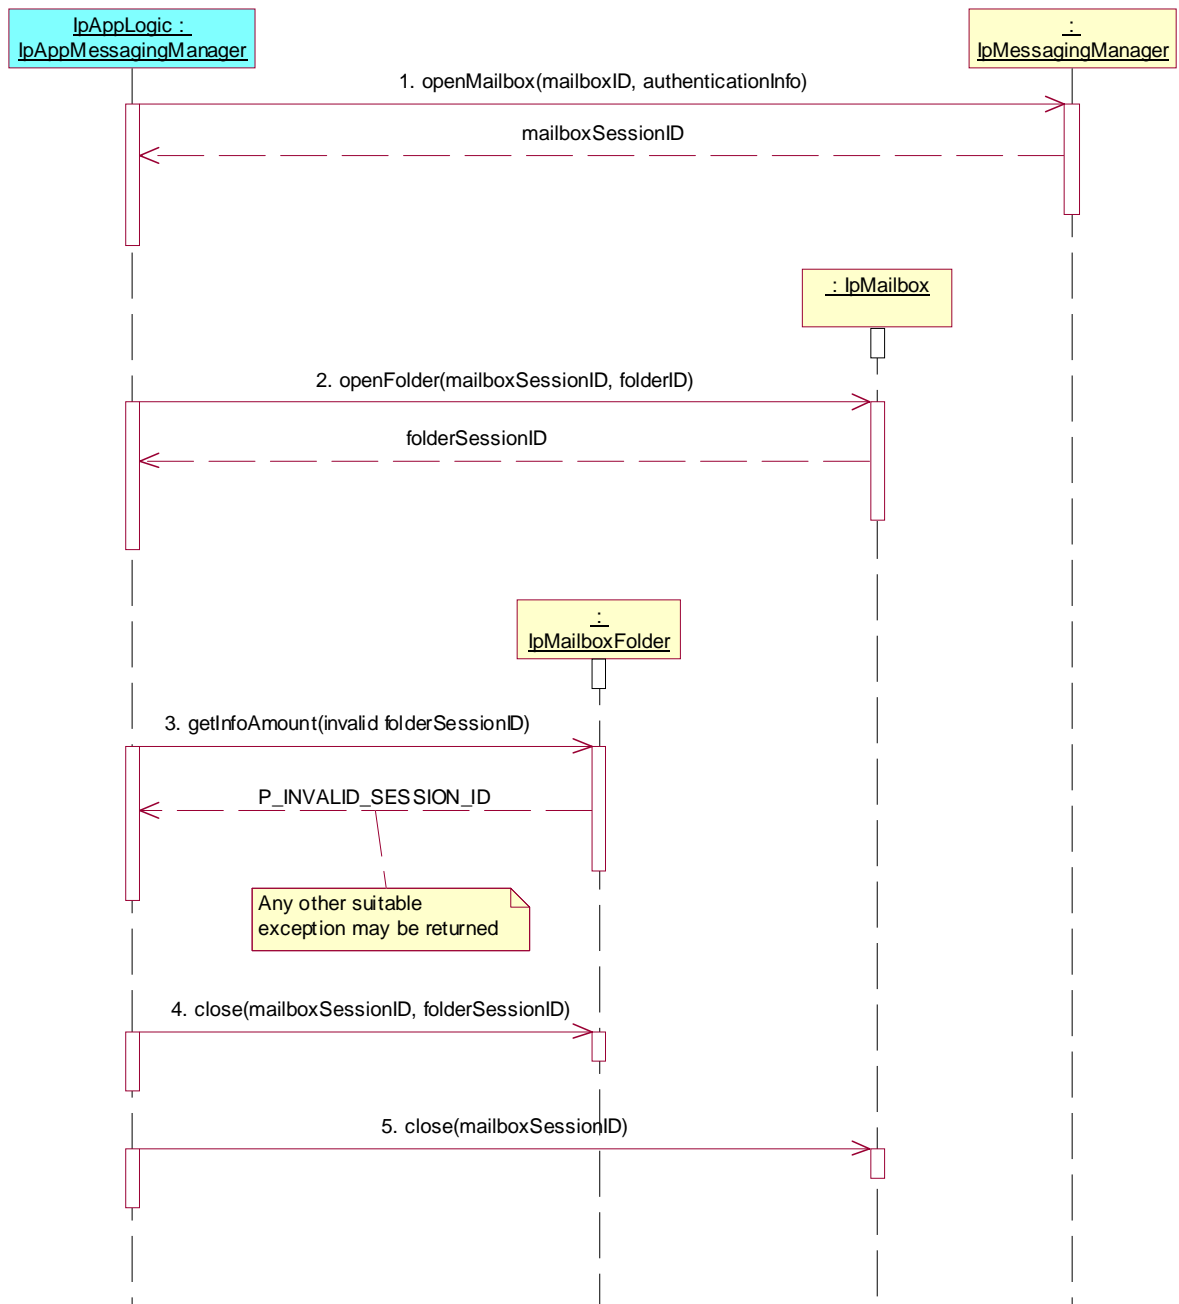 IpAppLogic :
IpAppMessagingManager
:
IpMessagingManager
1. openMailbox(mailboxID, authenticationInfo)
mailboxSessionID
: IpMailbox
2. openFolder(mailboxSessionID, folderID)
folderSessionID
:
IpMailboxFolder
3. getInfoAmount(invalid folderSessionID)
P_INVALID_SESSION_ID
Any other suitable
exception may be returned
4. close(mailboxSessionID, folderSessionID)
5. close(mailboxSessionID)